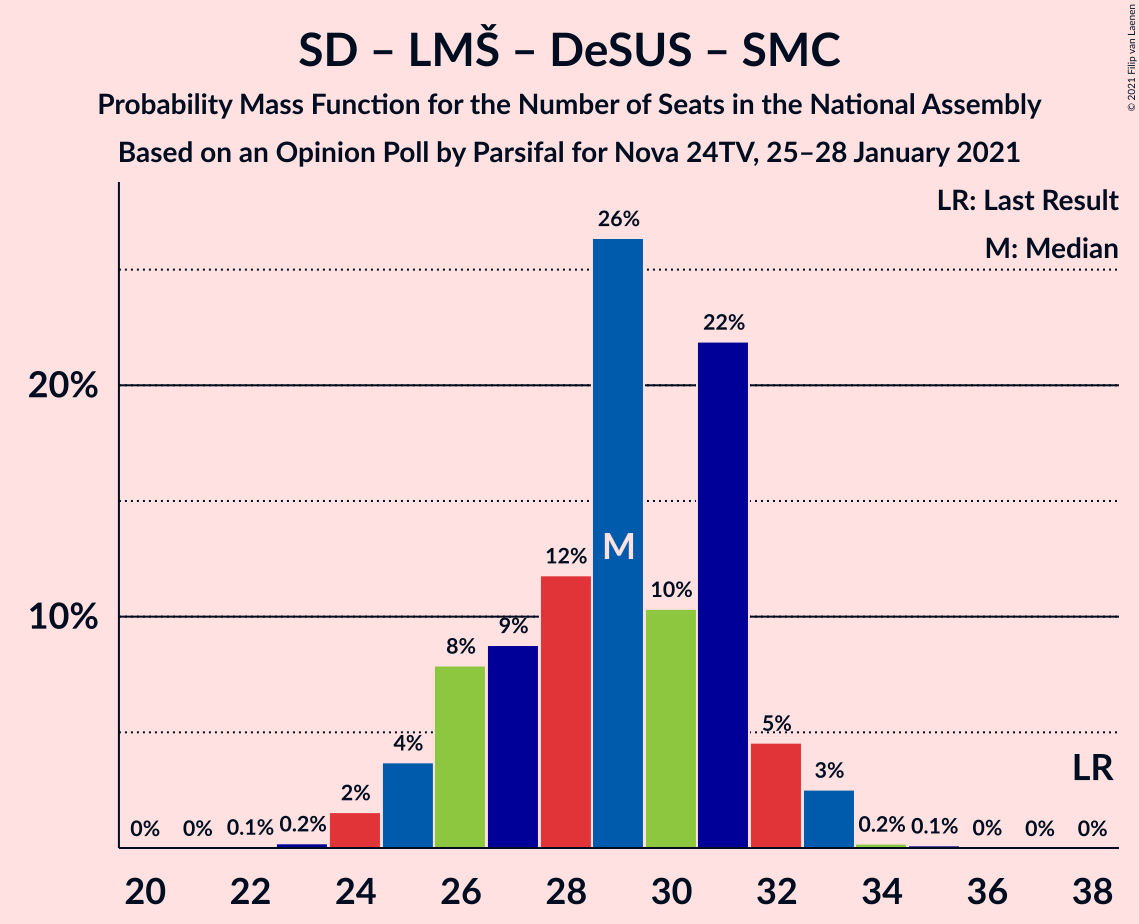 SD – LMŠ – DeSUS – SMC
Probability Mass Function for the Number of Seats in the National Assembly
Based on an Opinion Poll by Parsifal for Nova 24TV, 25–28 January 2021
© 2021 Filip van Laenen
LR: Last Result
M: Median
20%
10%
0% 0% 0.1% 0.2% 2% 4% 8% 9% 12% 26% 10% 22% 5% 3% 0.2% 0.1% 0% 0% 0%
M
LR
20 22 24 26 28 30 32 34 36 38